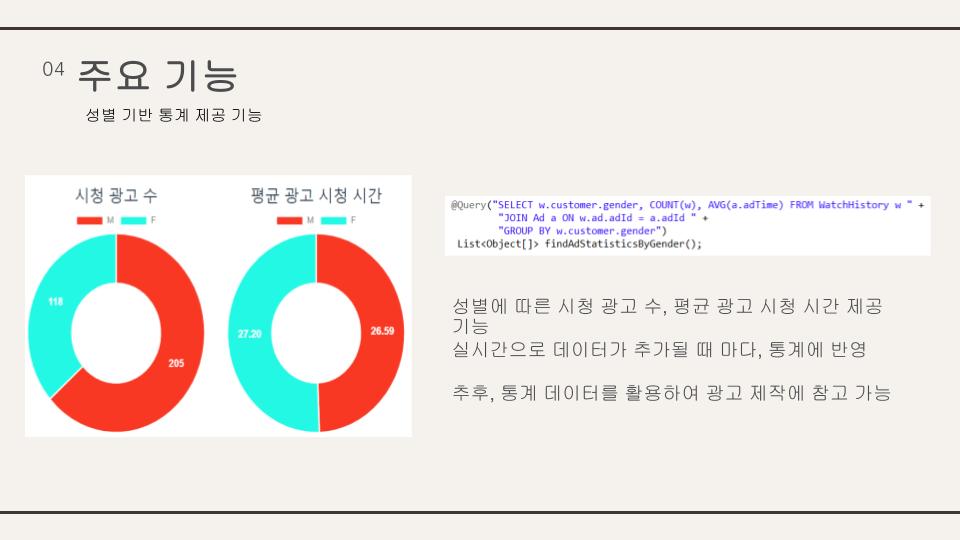 04 주요 기능
성별 기반 통계 제공 기능
시청 광고 수
M F
118
205
평균 광고 시청 시간
M F
27.20
26.59
@Query("SELECT w.customer.gender, COUNT(w), AVG(a.adTime) FROM WatchHistory w " +
"JOIN Ad a ON w.ad.adId = a.adId " +
"GROUP BY w.customer.gender")
List<Object[]> findAdStatisticsByGender();
성별에 따른 시청 광고 수, 평균 광고 시청 시간 제공
기능
실시간으로 데이터가 추가될 때 마다, 통계에 반영
추후, 통계 데이터를 활용하여 광고 제작에 참고 가능